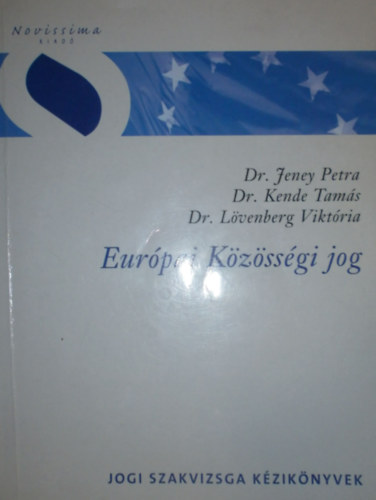 Novissima
KIADÓ
Dr. Jeney Petra
Dr. Kende Tamás
Dr. Lövenberg Viktória
Európai Közösségi jog
JOGI SZAKVIZSGA KÉZIKÖNYVEK